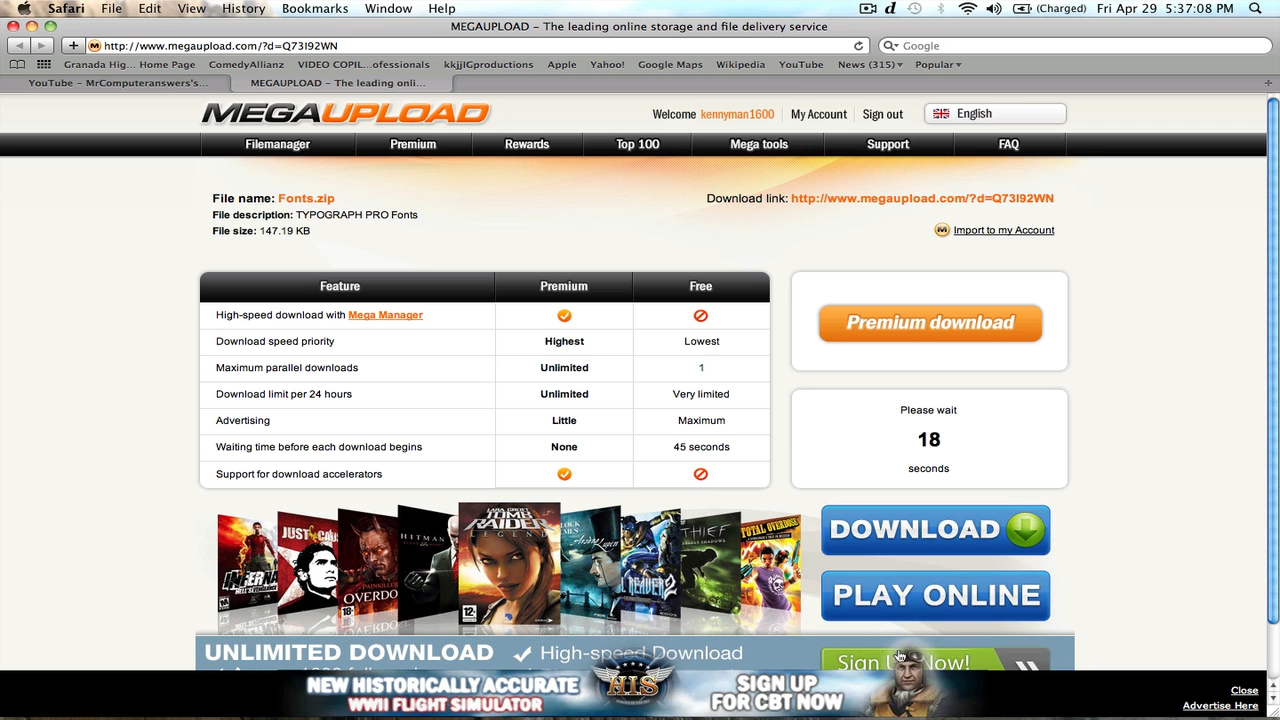 Safari File Edit View History Bookmarks Window Help (Charged) Fri Apr 29 5:37:08 PM
MEGAUPLOAD - The leading online storage and file delivery service
http://www.megaupload.com/?d=Q73I92WN Google
Granada Hig... Home Page ComedyAllianz VIDEO COPIL...ofessionals kkjjlGproductions Apple Yahoo! Google Maps Wikipedia YouTube News (315) Popular
YouTube - MrComputeranswers's... MEGAUPLOAD - The leading onli...
MEGAUPLOAD Welcome kennyman1600 My Account Sign out English
Filemanager Premium Rewards Top 100 Mega tools Support FAQ
File name: Fonts.zip
File description: TYPOGRAPH PRO Fonts
File size: 147.19 KB
Download link: http://www.megaupload.com/?d=Q73I92WN
Import to my Account
Feature Premium Free
High-speed download with Mega Manager
Download speed priority Highest Lowest
Maximum parallel downloads Unlimited 1
Download limit per 24 hours Unlimited Very limited
Advertising Little Maximum
Waiting time before each download begins None 45 seconds
Support for download accelerators
Premium download
Please wait
18
seconds
LARA CROFT
TOMB RAIDER
LEGEND
HITMAN
TOTAL OVERDOSE
DOWNLOAD
PLAY ONLINE
UNLIMITED DOWNLOAD High-speed Download
Now!
NEW HISTORICALLY ACCURATE
WWII FLIGHT SIMULATOR
HIS
SIGN UP
FOR CBT NOW
Close
Advertise Here